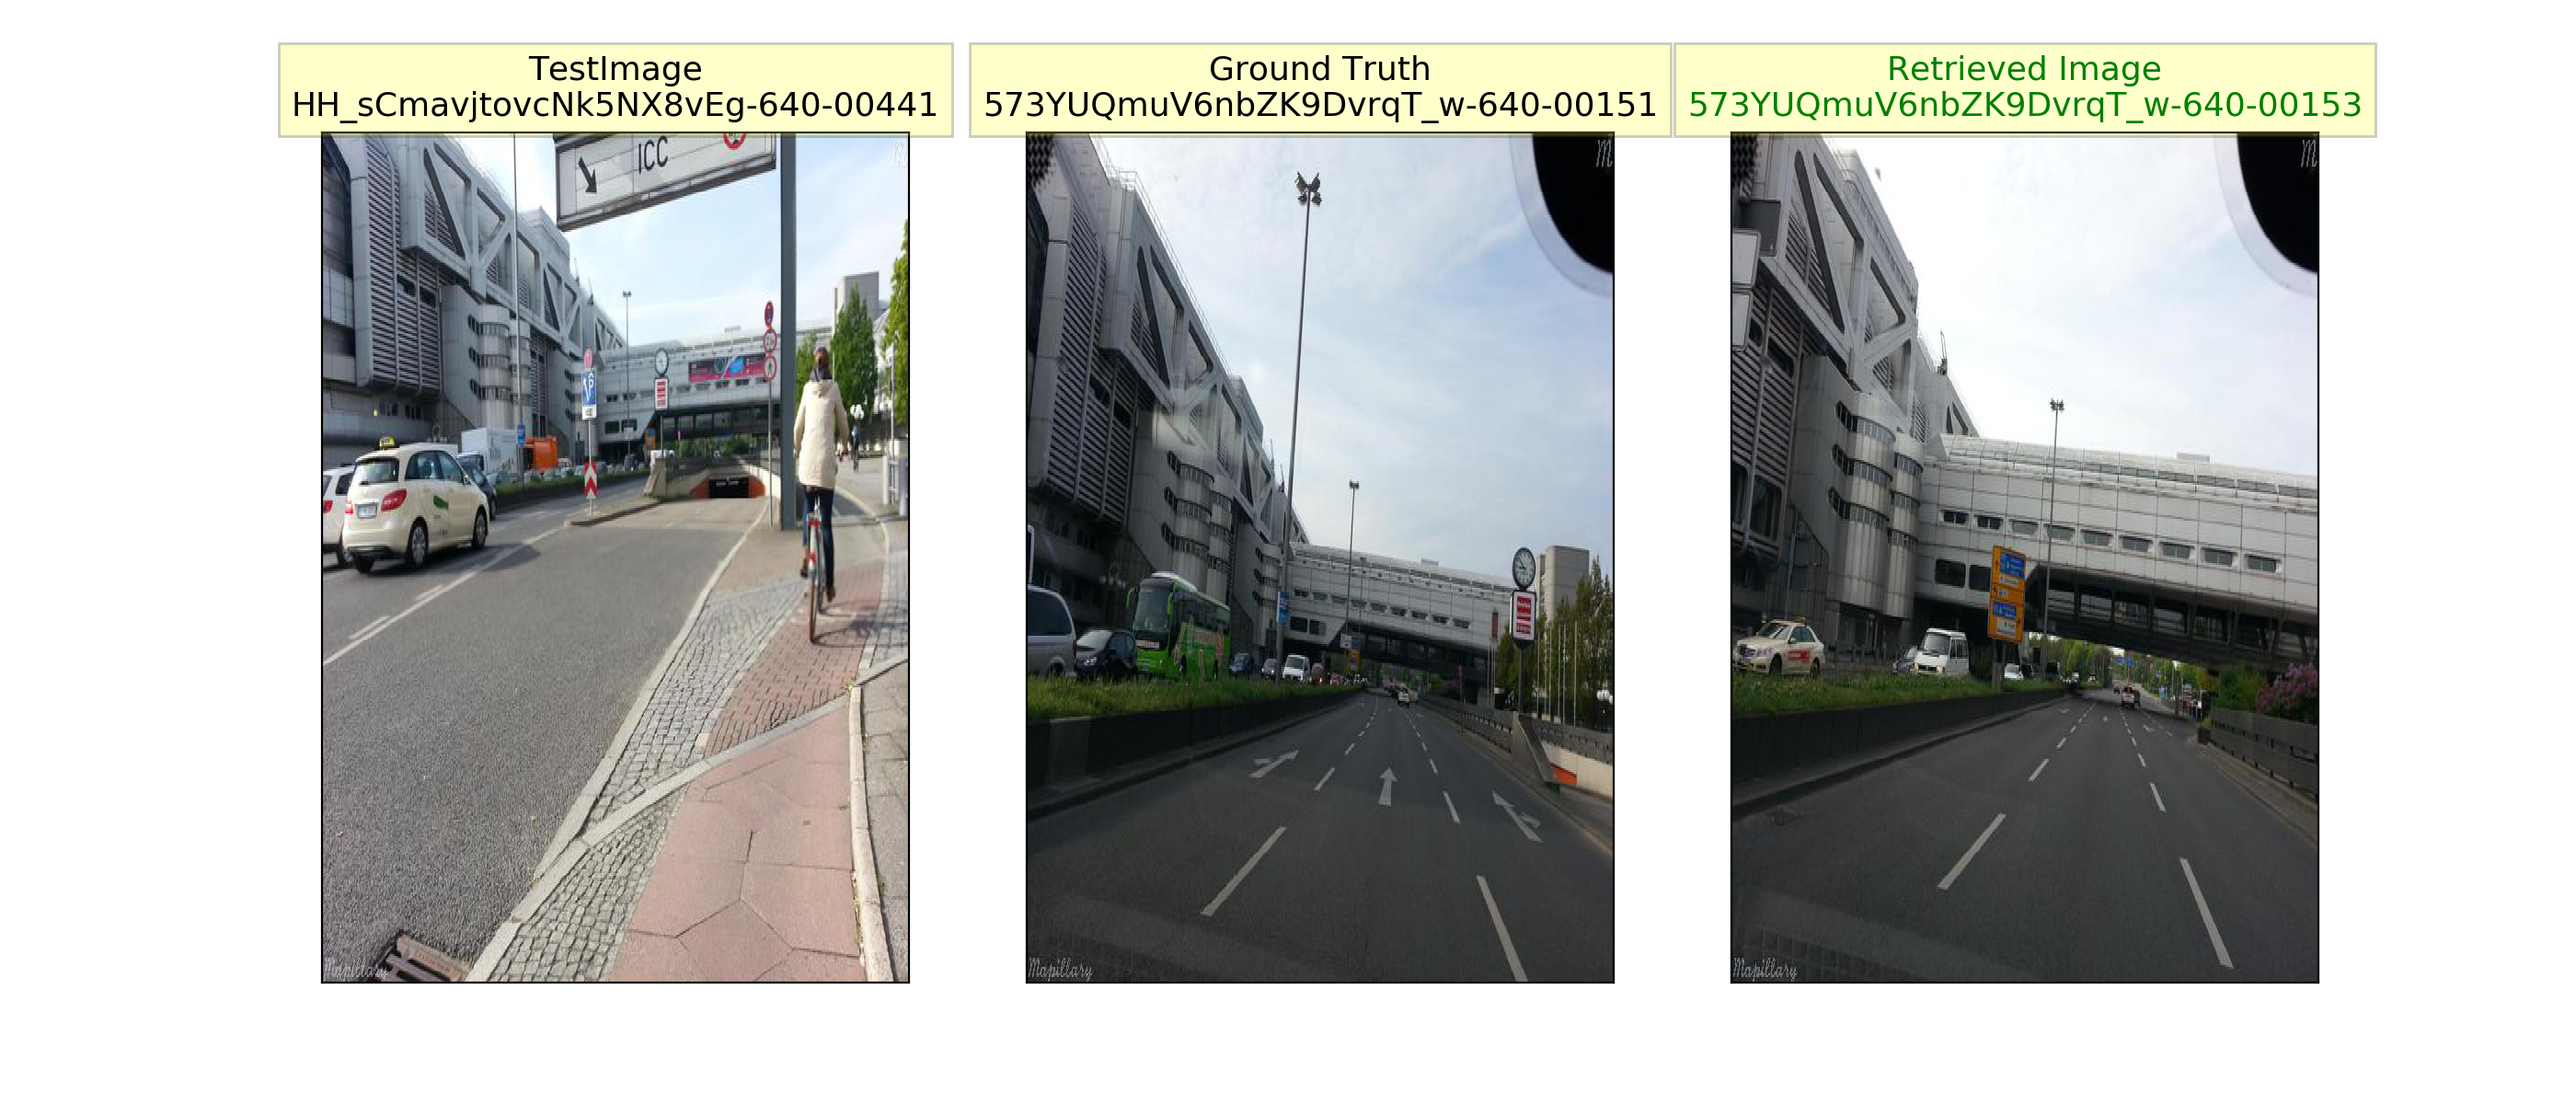 TestImage
HH_sCmavjtovcNk5NX8vEg-640-00441
Ground Truth
573YUQmuV6nbZK9DvrqT_w-640-00151
Retrieved Image
573YUQmuV6nbZK9DvrqT_w-640-00153
ICC
P
M
M
Mapillary
Mapillary
Mapillary